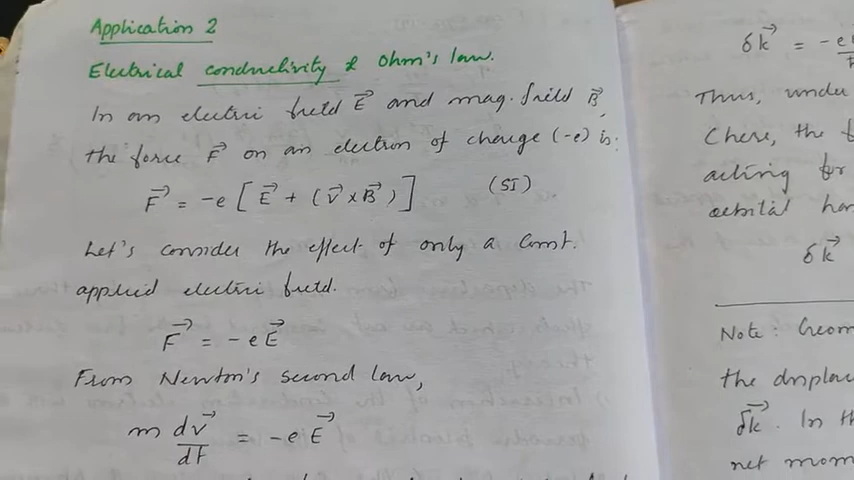 Application 2
Electrical conductivity & Ohm's law.
In an electric field E⃗ and mag. field B⃗,
the force F⃗ on an electron of charge (-e) is:
F⃗ = -e [E⃗ + (v⃗ × B⃗)] (SI)
Let's consider the effect of only a const.
applied electric field.
F⃗ = -e E⃗
From Newton's second law,
m dv⃗/dt = -e E⃗
δk⃗ = -e
Thus, under
(here, the f
acting for
orbital ha
δk⃗
Note: Geom
the displac
δk⃗. In th
net mom